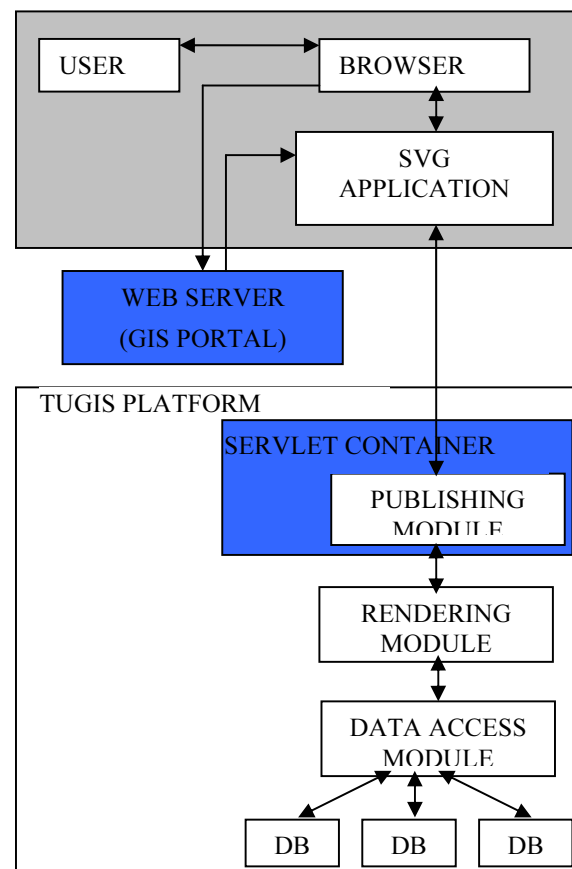 USER
BROWSER
SVG
APPLICATION
WEB SERVER
(GIS PORTAL)
TUGIS PLATFORM
SERVLET CONTAINER
PUBLISHING
MODULE
RENDERING
MODULE
DATA ACCESS
MODULE
DB
DB
DB